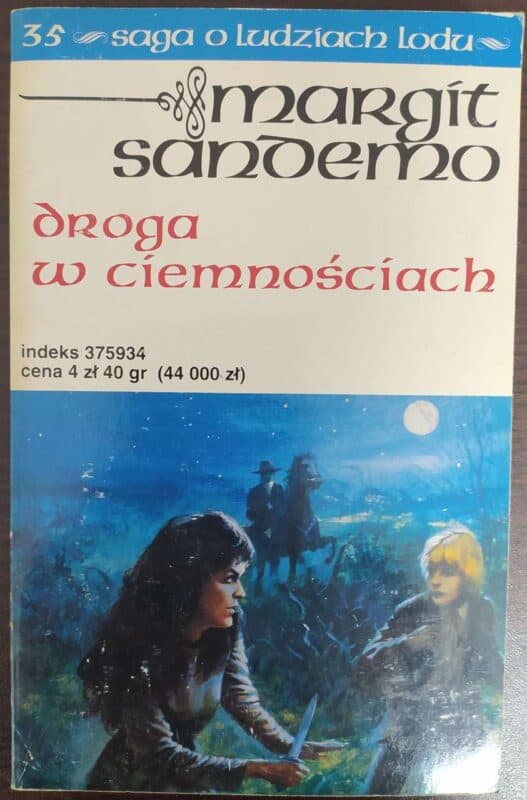 35 saga o ludziach lodu
margit
sandemo
droga
w ciemnościach
indeks 375934
cena 4 zł 40 gr (44 000 zł)